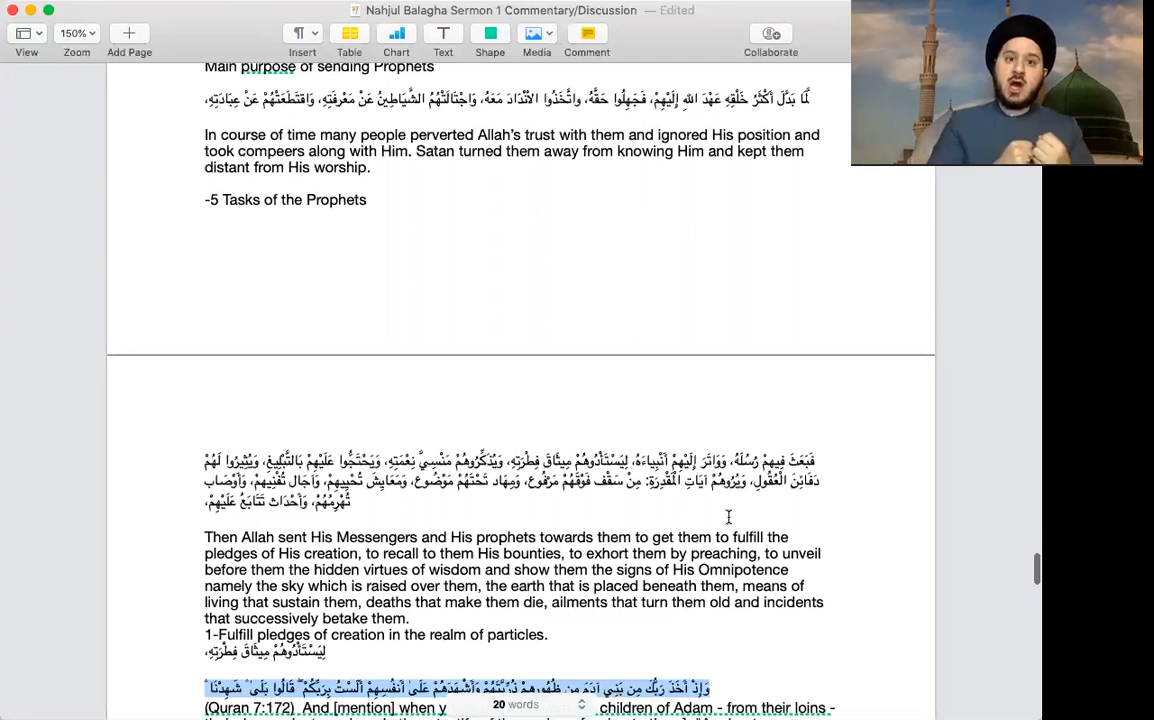 Nahjul Balagha Sermon 1 Commentary/Discussion — Edited
150%
View Zoom Add Page Insert Table Chart Text Shape Media Comment Collaborate
Main purpose of sending Prophets
لَمَّا بَدَّلَ أَكْثَرُ خَلْقِهِ عَهْدَ اللهِ إِلَيْهِمْ، فَجَهِلُوا حَقَّهُ، واتَّخَذُوا الأَنْدَادَ مَعَهُ، وَاجْتَالَتْهُمُ الشَّيَاطِينُ عَنْ مَعْرِفَتِهِ، وَاقتَطَعَتْهُمْ عَنْ عِبَادَتِهِ،
In course of time many people perverted Allah's trust with them and ignored His position and
took compeers along with Him. Satan turned them away from knowing Him and kept them
distant from His worship.
-5 Tasks of the Prophets
فَبَعَثَ فِيهمْ رُسُلَهُ، وَوَاتَرَ إِلَيْهِمْ أَنْبِياءَهُ، لِيَسْتَأْدُوهُمْ مِيثَاقَ فِطْرَتِهِ، وَيُذَكِّرُوهُمْ مَنْسِيَّ نِعْمَتِهِ، وَيَحْتَجُّوا عَلَيْهِمْ بَالتَّبْلِيغِ، وَيُثِيرُوا لَهُمْ
دَفَائِنَ الْعُقُولِ، وَيُرُوهُمْ آيَاتِ الْمَقْدِرَةِ: مِنْ سَقْف فَوْقَهُمْ مَرْفُوع، وَمِهَاد تَحْتَهُمْ مَوْضُوع، وَمَعَايِشَ تُحْيِيهِمْ، وَآجَال تُفْنِيهِمْ، وَأَوْصَاب
تُهْرِمُهُمْ، وَأَحْدَاث تَتَابَعُ عَلَيْهِمْ،
Then Allah sent His Messengers and His prophets towards them to get them to fulfill the
pledges of His creation, to recall to them His bounties, to exhort them by preaching, to unveil
before them the hidden virtues of wisdom and show them the signs of His Omnipotence
namely the sky which is raised over them, the earth that is placed beneath them, means of
living that sustain them, deaths that make them die, ailments that turn them old and incidents
that successively betake them.
1-Fulfill pledges of creation in the realm of particles.
لِيَسْتَأْدُوهُمْ مِيثَاقَ فِطْرَتِهِ،
وَإِذْ أَخَذَ رَبُّكَ مِن بَنِي آدَمَ مِن ظُهُورِهِمْ ذُرِّيَّتَهُمْ وَأَشْهَدَهُمْ عَلَىٰ أَنفُسِهِمْ أَلَسْتُ بِرَبِّكُمْ ۖ قَالُوا بَلَىٰ ۛ شَهِدْنَا ۛ
(Quran 7:172) And [mention] when y
20 words
children of Adam - from their loins -